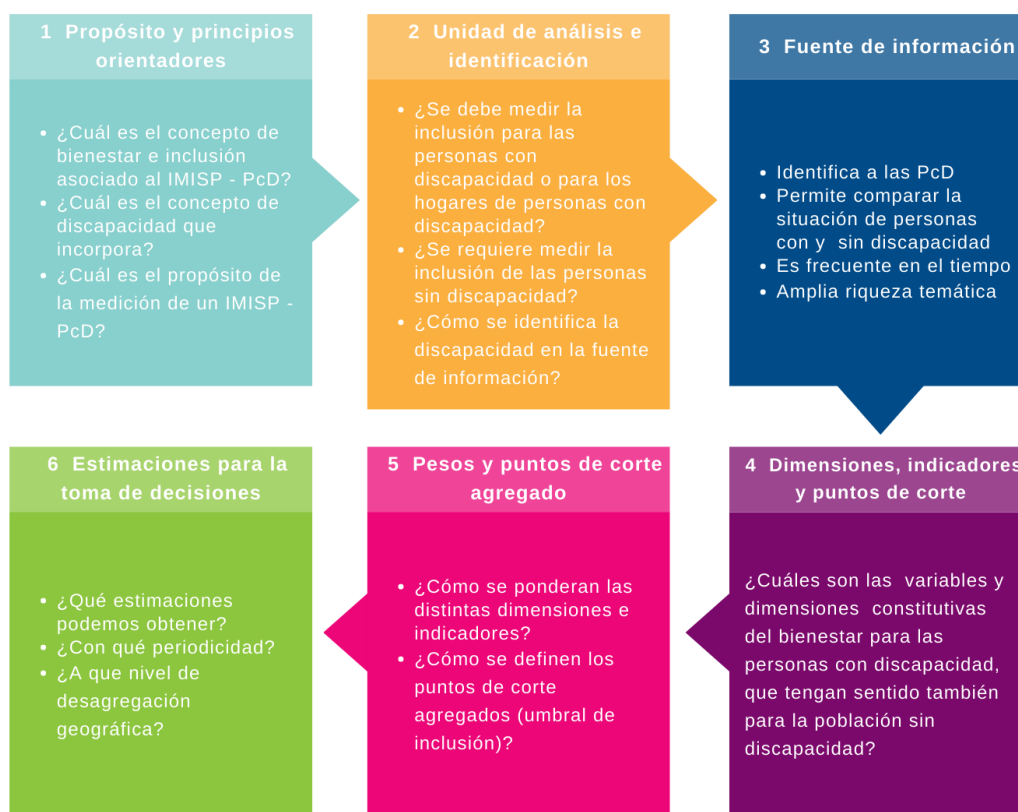 1 Propósito y principios
orientadores
• ¿Cuál es el concepto de
bienestar e inclusión
asociado al IMISP - PcD?
• ¿Cuál es el concepto de
discapacidad que
incorpora?
• ¿Cuál es el propósito de
la medición de un IMISP -
PcD?
2 Unidad de análisis e
identificación
• ¿Se debe medir la
inclusión para las
personas con
discapacidad o para los
hogares de personas con
discapacidad?
• ¿Se requiere medir la
inclusión de las personas
sin discapacidad?
• ¿Cómo se identifica la
discapacidad en la fuente
de información?
3 Fuente de información
• Identifica a las PcD
• Permite comparar la
situación de personas
con y sin discapacidad
• Es frecuente en el tiempo
• Amplia riqueza temática
4 Dimensiones, indicadores
y puntos de corte
¿Cuáles son las variables y
dimensiones constitutivas
del bienestar para las
personas con discapacidad,
que tengan sentido también
para la población sin
discapacidad?
5 Pesos y puntos de corte
agregado
• ¿Cómo se ponderan las
distintas dimensiones e
indicadores?
• ¿Cómo se definen los
puntos de corte
agregados (umbral de
inclusión)?
6 Estimaciones para la
toma de decisiones
• ¿Qué estimaciones
podemos obtener?
• ¿Con qué periodicidad?
• ¿A que nivel de
desagregación
geográfica?